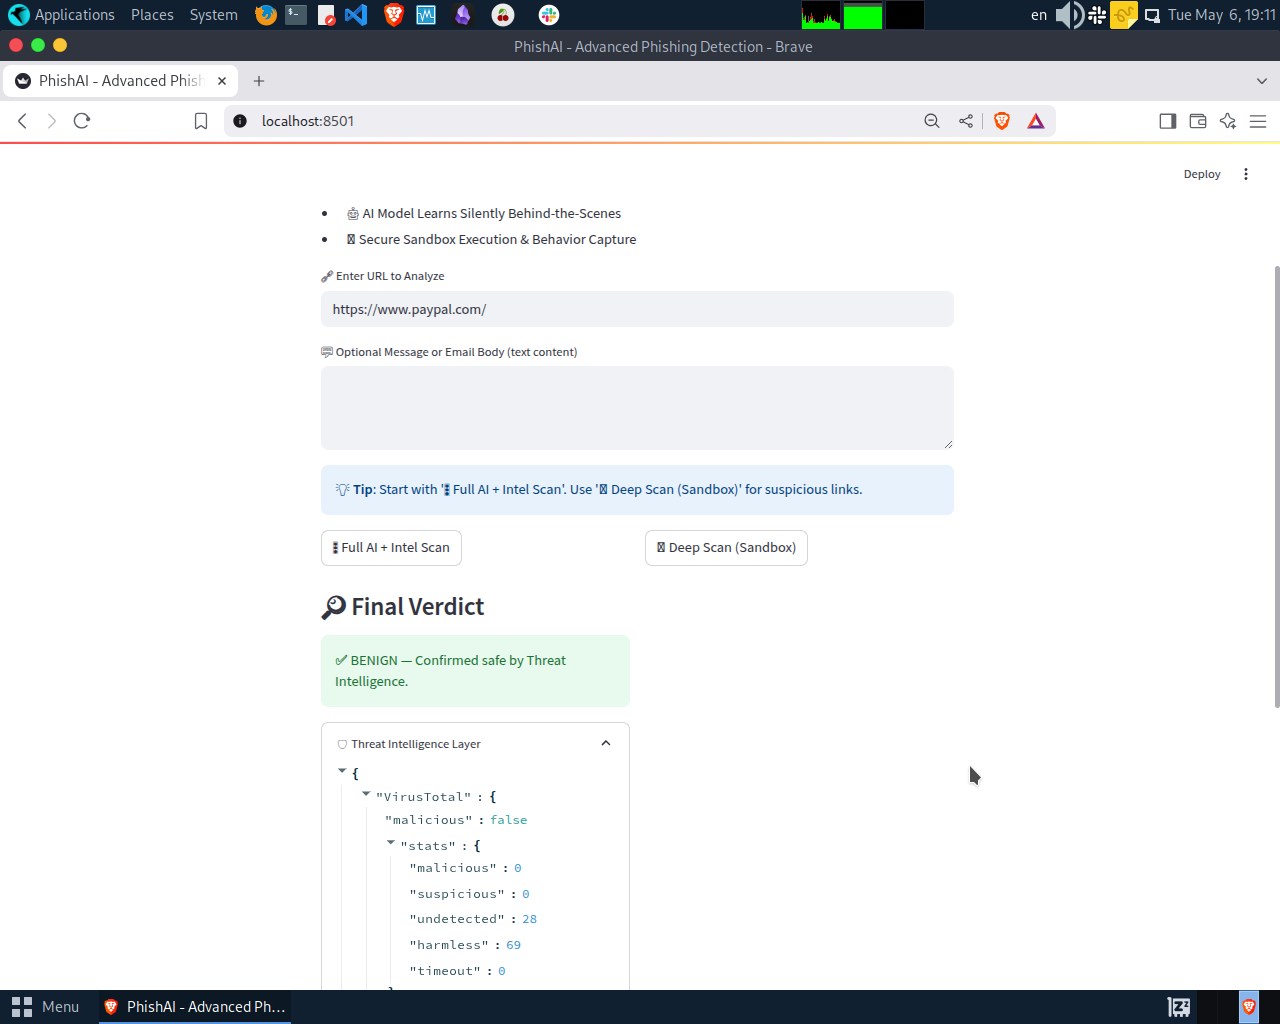 Applications Places System
en
Tue May 6, 19:11
PhishAI - Advanced Phishing Detection - Brave
PhishAI - Advanced Phis
localhost:8501
Deploy
AI Model Learns Silently Behind-the-Scenes
Secure Sandbox Execution & Behavior Capture
Enter URL to Analyze
https://www.paypal.com/
Optional Message or Email Body (text content)
Tip: Start with 'Full AI + Intel Scan'. Use 'Deep Scan (Sandbox)' for suspicious links.
Full AI + Intel Scan
Deep Scan (Sandbox)
Final Verdict
BENIGN — Confirmed safe by Threat
Intelligence.
Threat Intelligence Layer
{
"VirusTotal" : {
"malicious" : false
"stats" : {
"malicious" : 0
"suspicious" : 0
"undetected" : 28
"harmless" : 69
"timeout" : 0
Menu
PhishAI - Advanced Ph...